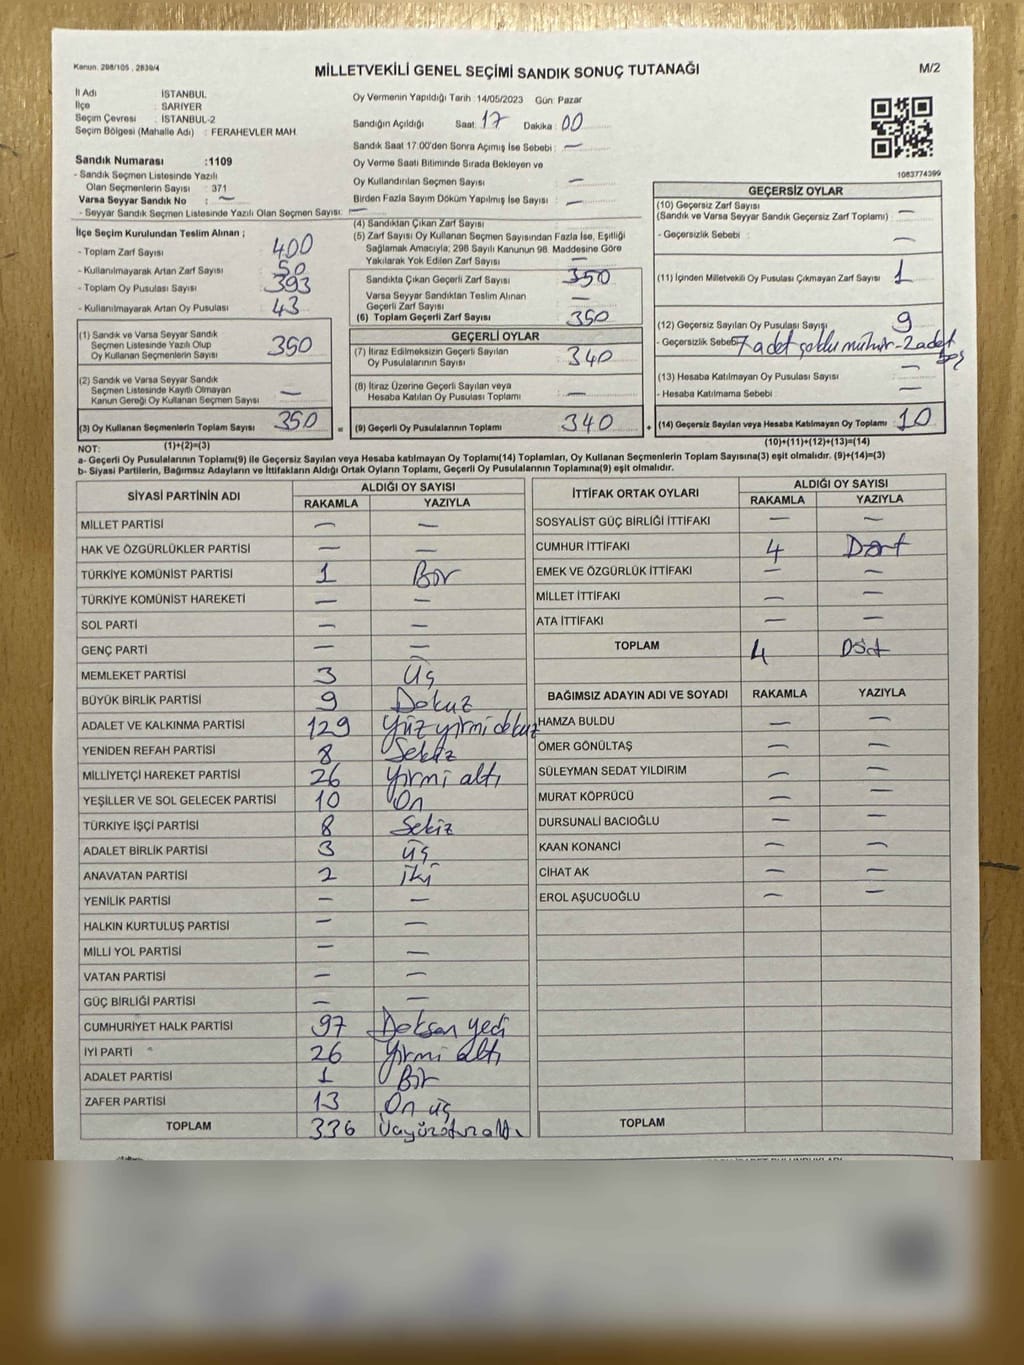 Kanun. 298/105 , 2839/4
MİLLETVEKİLİ GENEL SEÇİMİ SANDIK SONUÇ TUTANAĞI
M/2
İl Adı : İSTANBUL
İlçe : SARIYER
Seçim Çevresi : İSTANBUL-2
Seçim Bölgesi (Mahalle Adı) : FERAHEVLER MAH.
Sandık Numarası :1109
- Sandık Seçmen Listesinde Yazılı
Olan Seçmenlerin Sayısı : 371
Varsa Seyyar Sandık No : —
- Seyyar Sandık Seçmen Listesinde Yazılı Olan Seçmen Sayısı: —
Oy Vermenin Yapıldığı Tarih :14/05/2023 Gün: Pazar
Sandığın Açıldığı Saat: 17 Dakika : 00
Sandık Saat 17:00'den Sonra Açımış İse Sebebi : —
Oy Verme Saati Bitiminde Sırada Bekleyen ve
Oy Kullandırılan Seçmen Sayısı —
Birden Fazla Sayım Döküm Yapılmış İse Sayısı : —
1083774399
İlçe Seçim Kurulundan Teslim Alınan ;
- Toplam Zarf Sayısı : 400
- Kullanılmayarak Artan Zarf Sayısı : 50
- Toplam Oy Pusulası Sayısı : 393
- Kullanılmayarak Artan Oy Pusulası : 43
(1) Sandık ve Varsa Seyyar Sandık
Seçmen Listesinde Yazılı Olup
Oy Kullanan Seçmenlerin Sayısı : 350
(2) Sandık ve Varsa Seyyar Sandık
Seçmen Listesinde Kayıtlı Olmayan
Kanun Gereği Oy Kullanan Seçmen Sayısı : —
(3) Oy Kullanan Seçmenlerin Toplam Sayısı : 350
(1)+(2)=(3)
(4) Sandıktan Çıkan Zarf Sayısı :
(5) Zarf Sayısı Oy Kullanan Seçmen Sayısından Fazla İse, Eşitliği
Sağlamak Amacıyla; 298 Sayılı Kanunun 98. Maddesine Göre
Yakılarak Yok Edilen Zarf Sayısı : —
Sandıkta Çıkan Geçerli Zarf Sayısı : 350
Varsa Seyyar Sandıktan Teslim Alınan
Geçerli Zarf Sayısı —
(6) Toplam Geçerli Zarf Sayısı : 350
GEÇERLİ OYLAR
(7) İtiraz Edilmeksizin Geçerli Sayılan
Oy Pusulalarının Sayısı : 340
(8) İtiraz Üzerine Geçerli Sayılan veya
Hesaba Katılan Oy Pusulası Toplamı : —
= (9) Geçerli Oy Pusulalarının Toplamı : 340 +
GEÇERSİZ OYLAR
(10) Geçersiz Zarf Sayısı
(Sandık ve Varsa Seyyar Sandık Geçersiz Zarf Toplamı) : —
- Geçersizlik Sebebi : —
(11) İçinden Milletvekili Oy Pusulası Çıkmayan Zarf Sayısı : 1
(12) Geçersiz Sayılan Oy Pusulası Sayısı : 9
- Geçersizlik Sebebi 7 adet çoklu mühür - 2 adet boş
(13) Hesaba Katılmayan Oy Pusulası Sayısı : —
- Hesaba Katılmama Sebebi : —
(14) Geçersiz Sayılan veya Hesaba Katılmayan Oy Toplamı : 10
(10)+(11)+(12)+(13)=(14)
NOT:
a- Geçerli Oy Pusulalarının Toplamı(9) ile Geçersiz Sayılan veya Hesaba katılmayan Oy Toplamı(14) Toplamları, Oy Kullanan Seçmenlerin Toplam Sayısına(3) eşit olmalıdır. (9)+(14)=(3)
b- Siyasi Partilerin, Bağımsız Adayların ve İttifakların Aldığı Ortak Oyların Toplamı, Geçerli Oy Pusulalarının Toplamına(9) eşit olmalıdır.
SİYASİ PARTİNİN ADI ALDIĞI OY SAYISI
RAKAMLA YAZIYLA
MİLLET PARTİSİ — —
HAK VE ÖZGÜRLÜKLER PARTİSİ — —
TÜRKİYE KOMÜNİST PARTİSİ 1 Bir
TÜRKİYE KOMÜNİST HAREKETİ — —
SOL PARTİ — —
GENÇ PARTİ — —
MEMLEKET PARTİSİ 3 Üç
BÜYÜK BİRLİK PARTİSİ 9 Dokuz
ADALET VE KALKINMA PARTİSİ 129 Yüz yirmi dokuz
YENİDEN REFAH PARTİSİ 8 Sekiz
MİLLİYETÇİ HAREKET PARTİSİ 26 Yirmi altı
YEŞİLLER VE SOL GELECEK PARTİSİ 10 On
TÜRKİYE İŞÇİ PARTİSİ 8 Sekiz
ADALET BİRLİK PARTİSİ 3 üç
ANAVATAN PARTİSİ 2 iki
YENİLİK PARTİSİ — —
HALKIN KURTULUŞ PARTİSİ — —
MİLLİ YOL PARTİSİ — —
VATAN PARTİSİ — —
GÜÇ BİRLİĞİ PARTİSİ — —
CUMHURİYET HALK PARTİSİ 97 Doksan yedi
İYİ PARTİ 26 Yirmi altı
ADALET PARTİSİ 1 Bir
ZAFER PARTİSİ 13 On üç
TOPLAM 336 Üçyüzotuzaltı
İTTİFAK ORTAK OYLARI ALDIĞI OY SAYISI
RAKAMLA YAZIYLA
SOSYALİST GÜÇ BİRLİĞİ İTTİFAKI — —
CUMHUR İTTİFAKI 4 Dört
EMEK VE ÖZGÜRLÜK İTTİFAKI — —
MİLLET İTTİFAKI — —
ATA İTTİFAKI — —
TOPLAM 4 Dört
BAĞIMSIZ ADAYIN ADI VE SOYADI RAKAMLA YAZIYLA
HAMZA BULDU — —
ÖMER GÖNÜLTAŞ — —
SÜLEYMAN SEDAT YILDIRIM — —
MURAT KÖPRÜCÜ — —
DURSUNALİ BACIOĞLU — —
KAAN KONANCİ — —
CİHAT AK — —
EROL AŞUCUOĞLU — —
TOPLAM